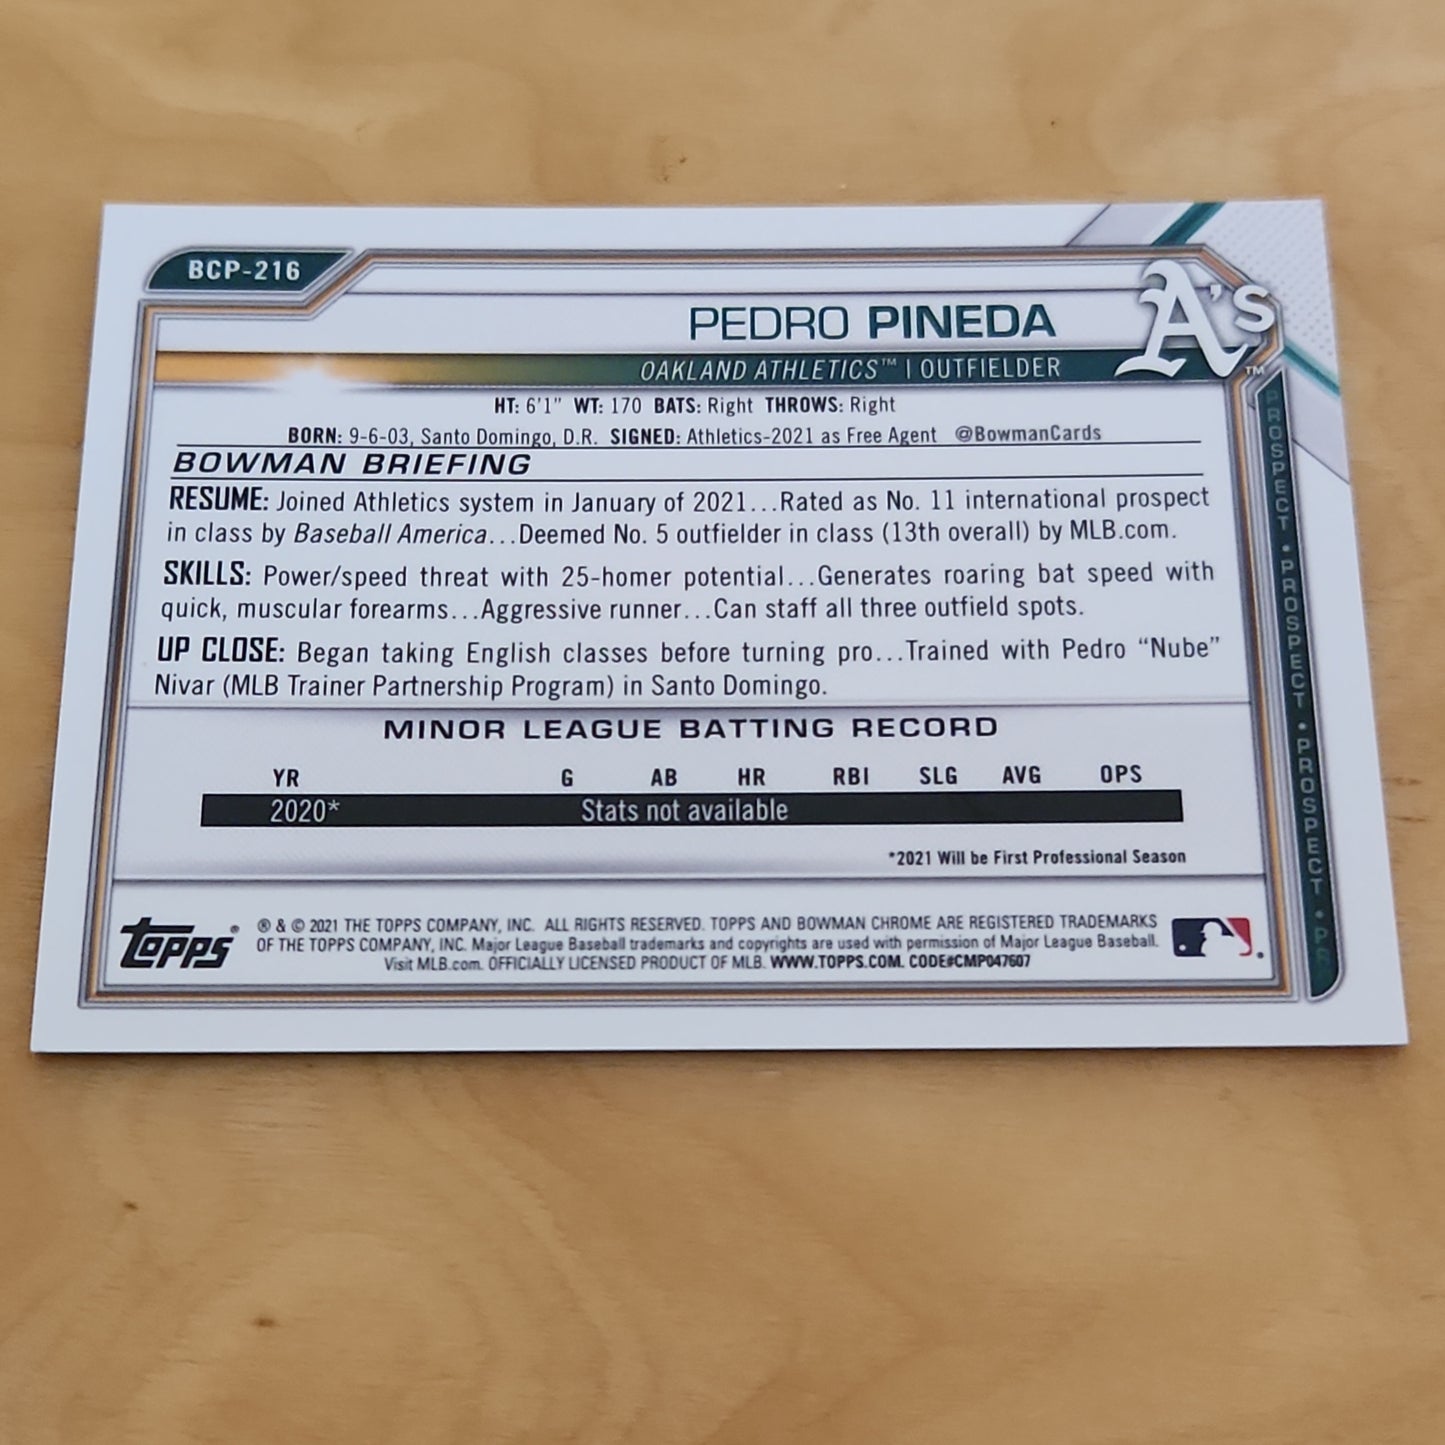 BCP-216
A's™
PEDRO PINEDA
OAKLAND ATHLETICS™ | OUTFIELDER
HT: 6'1" WT: 170 BATS: Right THROWS: Right
BORN: 9-6-03, Santo Domingo, D.R. SIGNED: Athletics-2021 as Free Agent @BowmanCards
BOWMAN BRIEFING
RESUME: Joined Athletics system in January of 2021...Rated as No. 11 international prospect
in class by Baseball America...Deemed No. 5 outfielder in class (13th overall) by MLB.com.
SKILLS: Power/speed threat with 25-homer potential...Generates roaring bat speed with
quick, muscular forearms...Aggressive runner...Can staff all three outfield spots.
UP CLOSE: Began taking English classes before turning pro...Trained with Pedro “Nube”
Nivar (MLB Trainer Partnership Program) in Santo Domingo.
MINOR LEAGUE BATTING RECORD
YR G AB HR RBI SLG AVG OPS
2020* Stats not available
*2021 Will be First Professional Season
topps®
® & © 2021 THE TOPPS COMPANY, INC. ALL RIGHTS RESERVED. TOPPS AND BOWMAN CHROME ARE REGISTERED TRADEMARKS
OF THE TOPPS COMPANY, INC. Major League Baseball trademarks and copyrights are used with permission of Major League Baseball.
Visit MLB.com. OFFICIALLY LICENSED PRODUCT OF MLB. WWW.TOPPS.COM. CODE#CMP047607
PROSPECT • PROSPECT • PROSPECT • PR